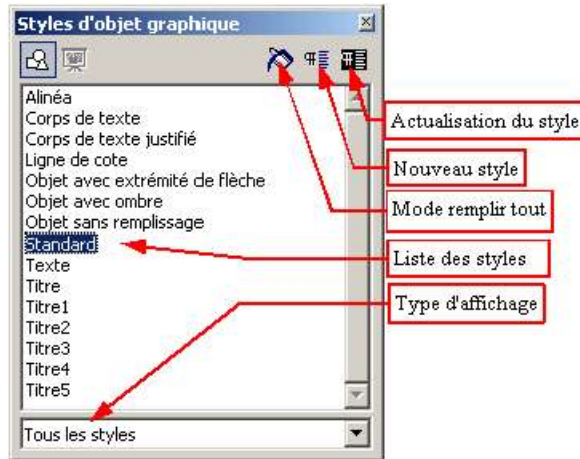 Styles d'objet graphique
Alinéa
Corps de texte
Corps de texte justifié
Ligne de cote
Objet avec extrémité de flèche
Objet avec ombre
Objet sans remplissage
Standard
Texte
Titre
Titre1
Titre2
Titre3
Titre4
Titre5
Tous les styles
Actualisation du style
Nouveau style
Mode remplir tout
Liste des styles
Type d'affichage